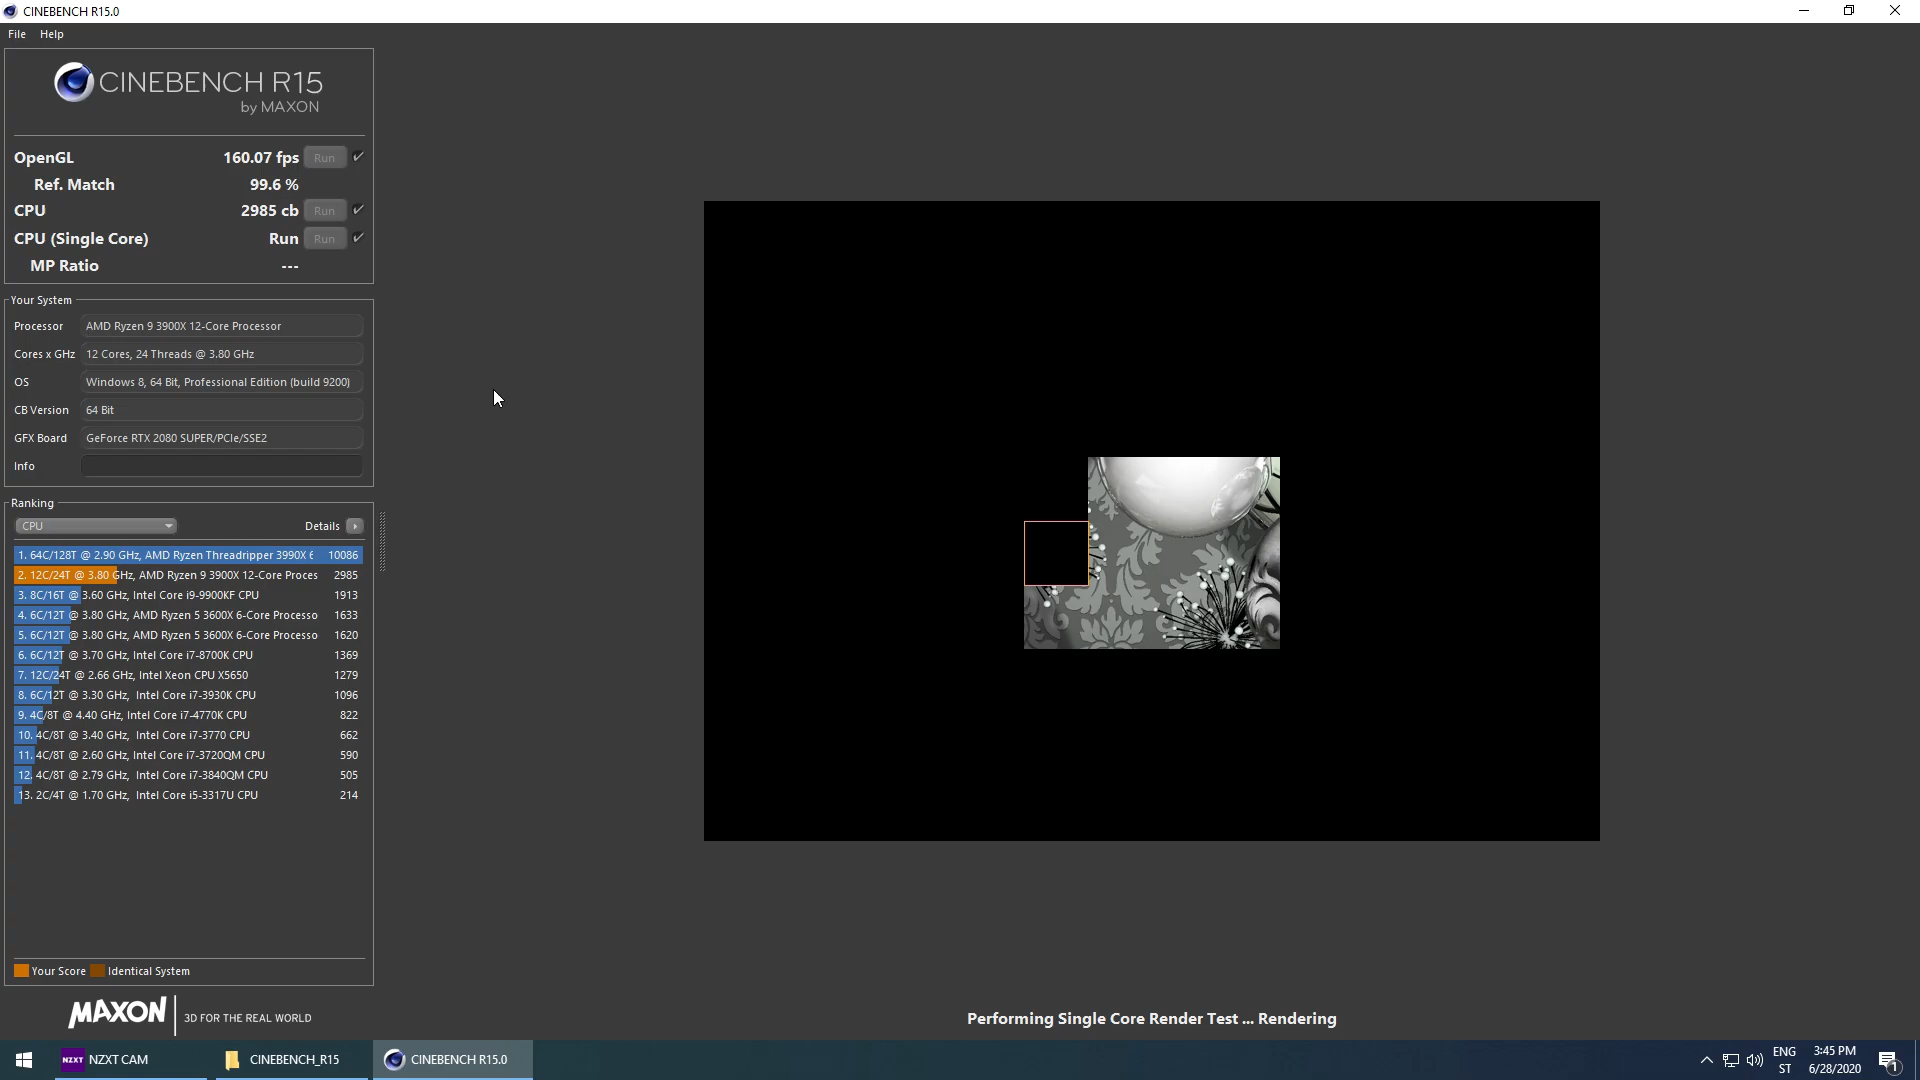 CINEBENCH R15.0
File Help
CINEBENCH R15
by MAXON
OpenGL 160.07 fps Run
Ref. Match 99.6 %
CPU 2985 cb Run
CPU (Single Core) Run Run
MP Ratio ---
Your System
Processor AMD Ryzen 9 3900X 12-Core Processor
Cores x GHz 12 Cores, 24 Threads @ 3.80 GHz
OS Windows 8, 64 Bit, Professional Edition (build 9200)
CB Version 64 Bit
GFX Board GeForce RTX 2080 SUPER/PCIe/SSE2
Info
Ranking
CPU Details
1. 64C/128T @ 2.90 GHz, AMD Ryzen Threadripper 3990X 6 10086
2. 12C/24T @ 3.80 GHz, AMD Ryzen 9 3900X 12-Core Proces 2985
3. 8C/16T @ 3.60 GHz, Intel Core i9-9900KF CPU 1913
4. 6C/12T @ 3.80 GHz, AMD Ryzen 5 3600X 6-Core Processo 1633
5. 6C/12T @ 3.80 GHz, AMD Ryzen 5 3600X 6-Core Processo 1620
6. 6C/12T @ 3.70 GHz, Intel Core i7-8700K CPU 1369
7. 12C/24T @ 2.66 GHz, Intel Xeon CPU X5650 1279
8. 6C/12T @ 3.30 GHz, Intel Core i7-3930K CPU 1096
9. 4C/8T @ 4.40 GHz, Intel Core i7-4770K CPU 822
10. 4C/8T @ 3.40 GHz, Intel Core i7-3770 CPU 662
11. 4C/8T @ 2.60 GHz, Intel Core i7-3720QM CPU 590
12. 4C/8T @ 2.79 GHz, Intel Core i7-3840QM CPU 505
13. 2C/4T @ 1.70 GHz, Intel Core i5-3317U CPU 214
Your Score Identical System
MAXON 3D FOR THE REAL WORLD
Performing Single Core Render Test ... Rendering
NZXT NZXT CAM CINEBENCH_R15 CINEBENCH R15.0 ENG 3:45 PM
ST 6/28/2020 1